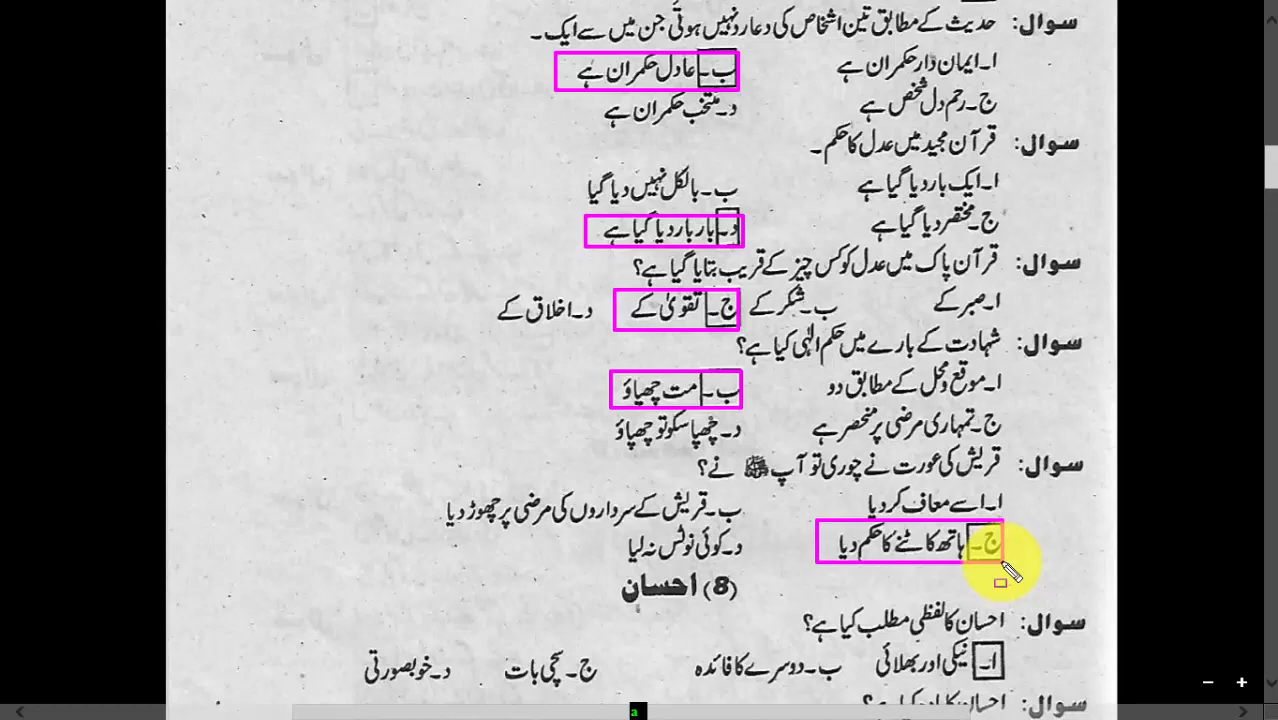 سوال: حدیث کے مطابق تین اشخاص کی دعا رد نہیں ہوتی جن میں سے ایک۔
ا۔ ایمان دار حکمران ہے ب۔ عادل حکمران ہے
ج۔ رحم دل شخص ہے د۔ منتخب حکمران ہے
سوال: قرآن مجید میں عدل کا حکم۔
ا۔ ایک بار دیا گیا ہے ب۔ بالکل نہیں دیا گیا
ج۔ مختصر دیا گیا ہے د۔ بار بار دیا گیا ہے
سوال: قرآن پاک میں عدل کو کس چیز کے قریب بتایا گیا ہے؟
ا۔ صبر کے ب۔ شکر کے ج۔ تقویٰ کے د۔ اخلاق کے
سوال: شہادت کے بارے میں حکم الٰہی کیا ہے؟
ا۔ موقع و محل کے مطابق دو ب۔ مت چھپاؤ
ج۔ تمہاری مرضی پر منحصر ہے د۔ چھپا سکو تو چھپاؤ
سوال: قریش کی عورت نے چوری تو آپ ﷺ نے؟
ا۔ اسے معاف کر دیا ب۔ قریش کے سرداروں کی مرضی پر چھوڑ دیا
ج۔ ہاتھ کاٹنے کا حکم دیا د۔ کوئی نوٹس نہ لیا
(8) احسان
سوال: احسان کا لفظی مطلب کیا ہے؟
ا۔ نیکی اور بھلائی ب۔ دوسرے کا فائدہ ج۔ سچی بات د۔ خوبصورتی
سوال: احسان کا
a